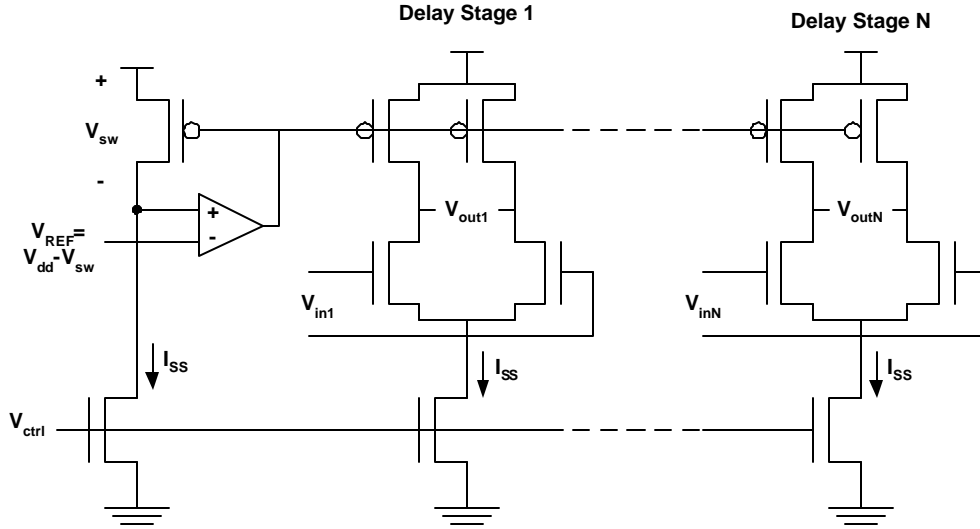 Delay Stage 1
Delay Stage N
+
V_sw
-
+
-
V_REF=
V_dd-V_sw
V_out1
V_outN
V_in1
V_inN
I_SS
I_SS
I_SS
V_ctrl